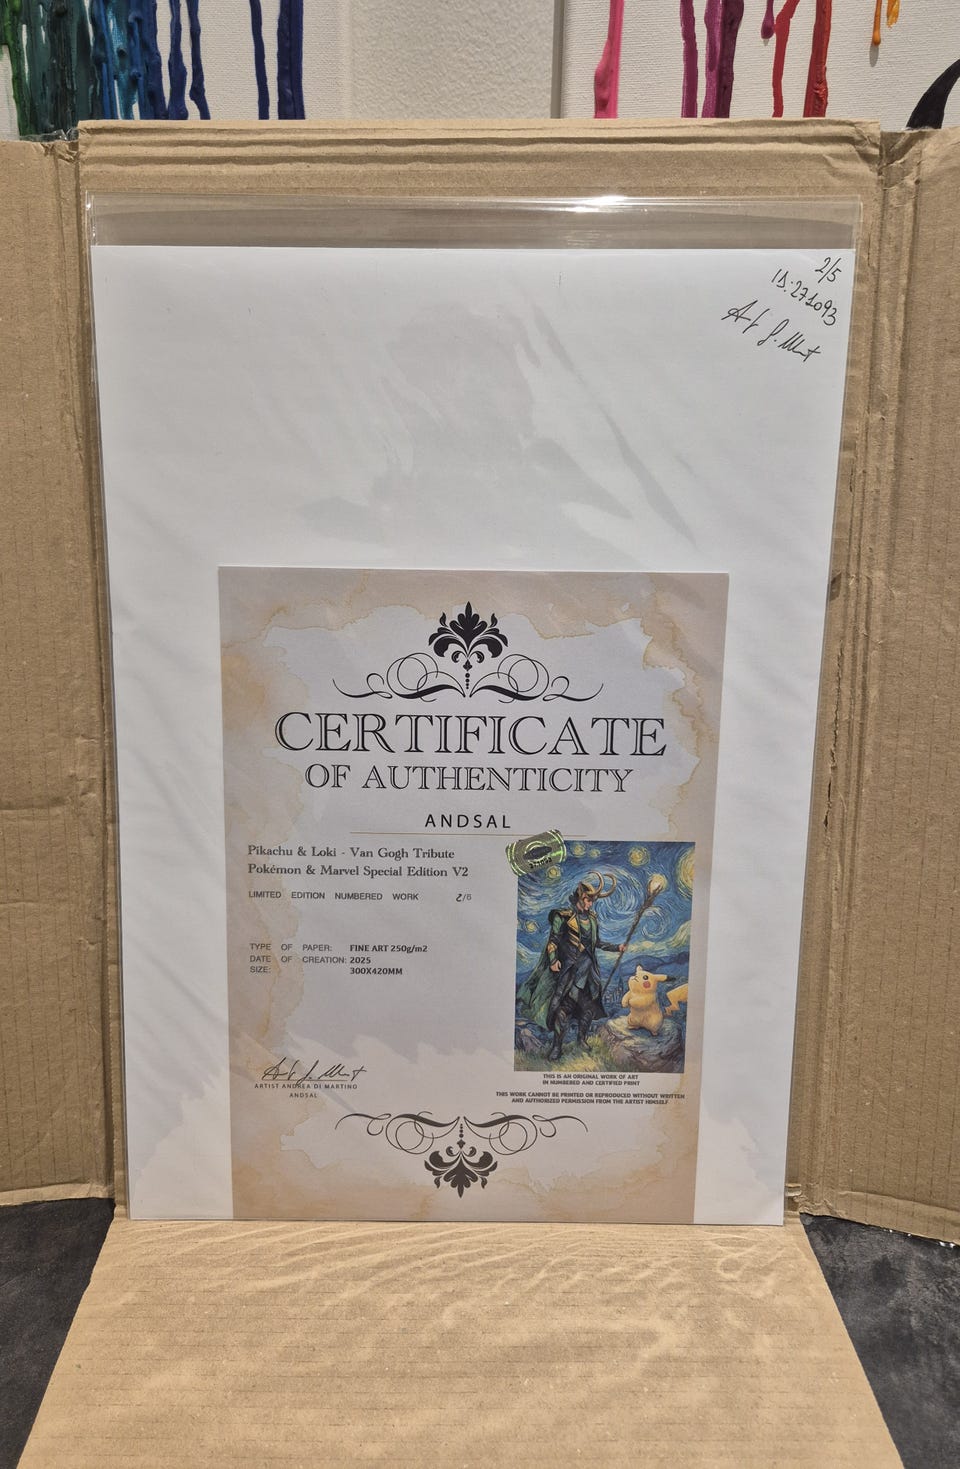 2/5
ID:271093
CERTIFICATE
OF AUTHENTICITY
ANDSAL
Pikachu & Loki - Van Gogh Tribute
Pokémon & Marvel Special Edition V2
LIMITED EDITION NUMBERED WORK 2/5
TYPE OF PAPER: FINE ART 250g/m2
DATE OF CREATION: 2025
SIZE: 300X420MM
ARTIST ANDREA DI MARTINO
ANDSAL
THIS IS AN ORIGINAL WORK OF ART
IN NUMBERED AND CERTIFIED PRINT
THIS WORK CANNOT BE PRINTED OR REPRODUCED WITHOUT WRITTEN
AND AUTHORIZED PERMISSION FROM THE ARTIST HIMSELF